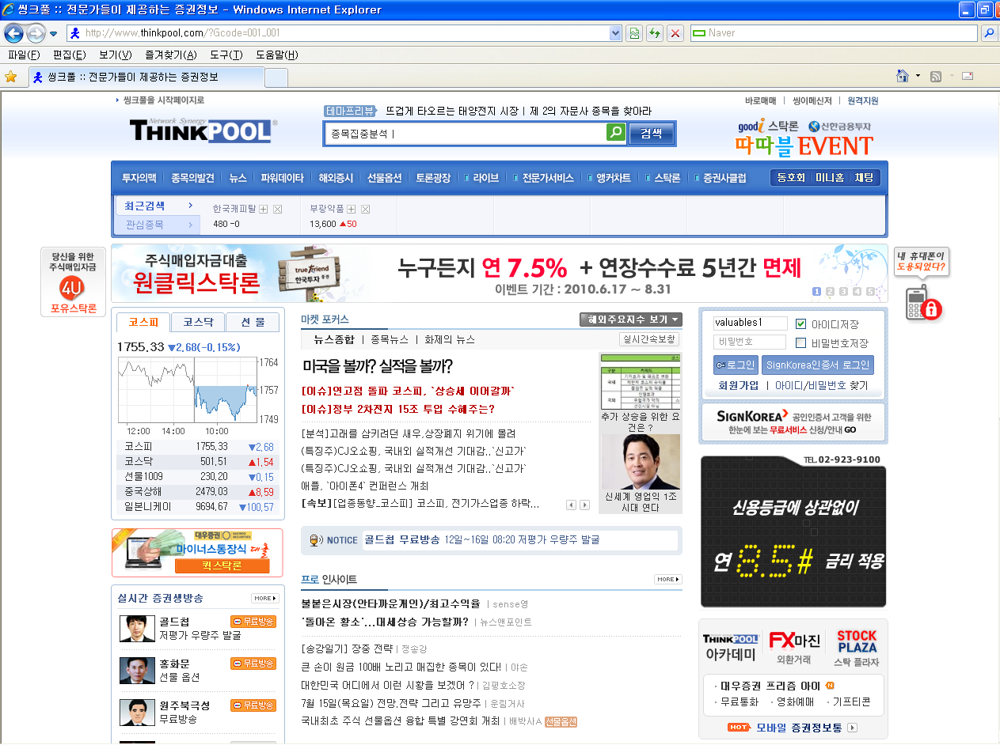 씽크풀 :: 전문가들이 제공하는 증권정보 - Windows Internet Explorer
http://www.thinkpool.com/?Gcode=001_001
Naver
파일(F) 편집(E) 보기(V) 즐겨찾기(A) 도구(T) 도움말(H)
씽크풀 :: 전문가들이 제공하는 증권정보
씽크풀을 시작페이지로
바로매매 | 씽이메신저 | 원격지원
테마프리뷰 뜨겁게 타오르는 태양전지 시장 | 제 2의 자문사 종목을 찾아라
Network Synergy
THINKPOOL
종목집중분석 |
검색
goodi 스탁론 신한금융투자
따따블 EVENT
투자의맥 종목의발견 뉴스 파워데이타 해외증시 선물옵션 토론광장 라이브 전문가서비스 앵커차트 스탁론 증권사클럽 동호회 미니홈 채팅
최근검색 >
관심종목 >
한국캐피탈
480 -0
부광약품
13,600 ▲50
당신을 위한
주식매입자금
4U
포유스탁론
주식매입자금대출
원클릭스탁론
true Friend
한국투자증권
누구든지 연 7.5% + 연장수수료 5년간 면제
이벤트 기간 : 2010.6.17 ~ 8.31
1 2 3 4 5
내 휴대폰이
도용되었다?
코스피 코스닥 선 물
1755.33 ▼2.68(-0.15%)
1764
1757
1749
12:00 14:00 10:00
코스피 1755.33 ▼2.68
코스닥 501.51 ▲1.54
선물1009 230.20 ▼0.15
중국상해 2479.03 ▲8.59
일본니케이 9694.67 ▼100.57
대우증권
마이너스통장식 대출
퀵스탁론
실시간 증권생방송 MORE
골드칩 무료방송
저평가 우량주 발굴
홍화문 무료방송
선물 옵션
원주북극성 무료방송
무료방송
마켓 포커스
해외주요지수 보기 ▼
뉴스종합 | 종목뉴스 | 화제의 뉴스
실시간속보창
미국을 볼까? 실적을 볼까?
[이슈]연고점 돌파 코스피, `상승세 이어갈까`
[이슈]정부 2차전지 15조 투입 수혜주는?
[분석]고래를 삼키려던 새우,상장폐지 위기에 몰려
(특징주)CJ오쇼핑, 국내외 실적개선 기대감..`신고가`
(특징주)CJ오쇼핑, 국내외 실적개선 기대감..`신고가`
애플, `아이폰4` 컨퍼런스 개최
[속보][업종동향_코스피] 코스피, 전기가스업종 하락...
추가 상승을 위한 요
건은 ?
신세계 영업익 1조
시대 연다
NOTICE 골드칩 무료방송 12일~16일 08:20 저평가 우량주 발굴
프로 인사이트 MORE
불붙은시장(안타까운개인)/최고수익율 | sense영
'돌아온 황소'...대세상승 가능할까? | 뉴스앤포인트
[송강일기] 장중 전략 | 정송강
큰 손이 원금 100배 노리고 매집한 종목이 있다! | 야손
대한민국 어디에서 이런 시황을 보겠어 ? | 김평호소장
7월 15일(목요일) 전망,전략 그리고 유망주 | 운림거사
국내최초 주식 선물옵션 융합 특별 강연회 개최 | 배박사A 선물옵션
valuables1
아이디저장
비밀번호
비밀번호저장
로그인
SignKorea인증서 로그인
회원가입 | 아이디/비밀번호 찾기
SIGNKOREA 공인인증서 고객을 위한
한눈에 보는 무료서비스 신청/안내 GO
TEL.02-923-9100
신용등급에 상관없이
연 8.5# 금리 적용
THINKPOOL
아카데미
FX마진
외환거래
STOCK
PLAZA
스탁 플라자
· 대우증권 프리즘 아이 N
· 무료통화 · 영화예매 · 기프티콘
HOT 모바일 증권정보통